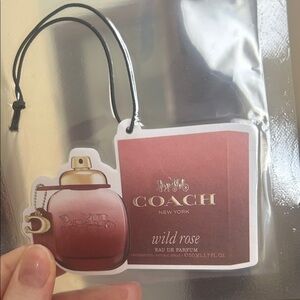 COACH
NEW YORK
wild rose
EAU DE PARFUM